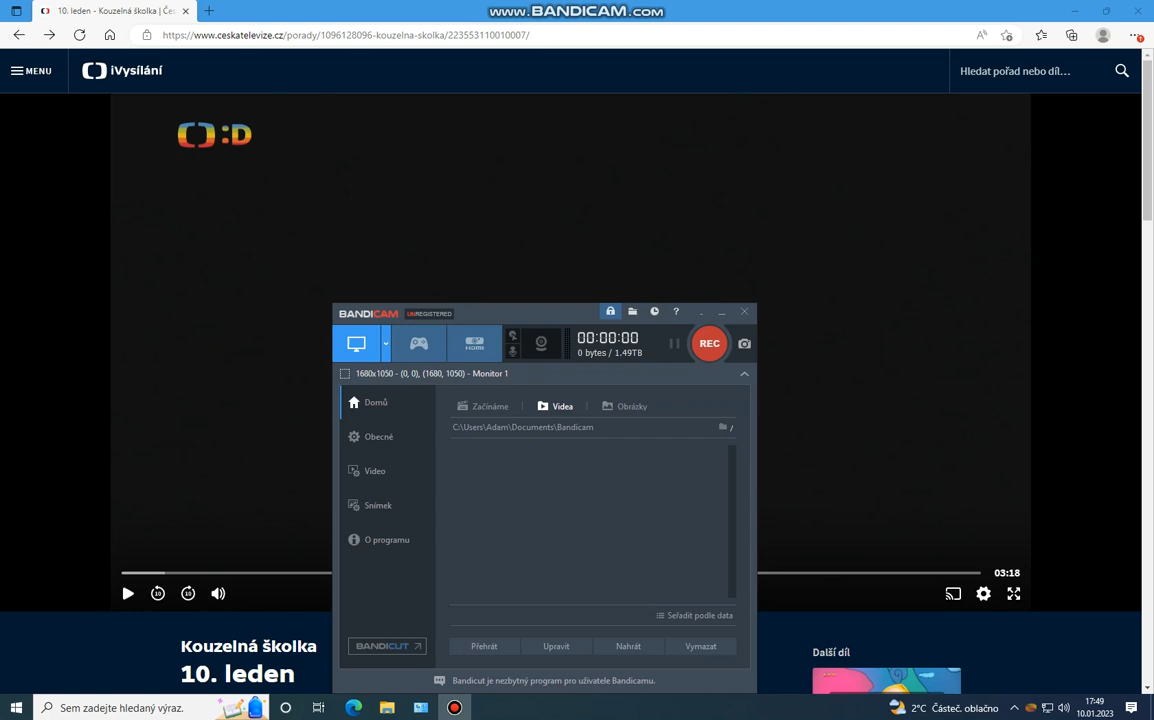 10. leden - Kouzelná školka | Čes
www.BANDICAM.com
https://www.ceskatelevize.cz/porady/1096128096-kouzelna-skolka/223553110010007/
MENU
iVysílání
Hledat pořad nebo díl...
:D
BANDICAM UNREGISTERED
HDMI
00:00:00
0 bytes / 1.49TB
REC
1680x1050 - (0, 0), (1680, 1050) - Monitor 1
Domů
Obecné
Video
Snímek
O programu
Začínáme
Videa
Obrázky
C:\Users\Adam\Documents\Bandicam
Seřadit podle data
BANDICUT
Přehrát
Upravit
Nahrát
Vymazat
Bandicut je nezbytný program pro uživatele Bandicamu.
03:18
10
10
Kouzelná školka
10. leden
Další díl
Sem zadejte hledaný výraz.
2°C Částeč. oblačno
17:49
10.01.2023